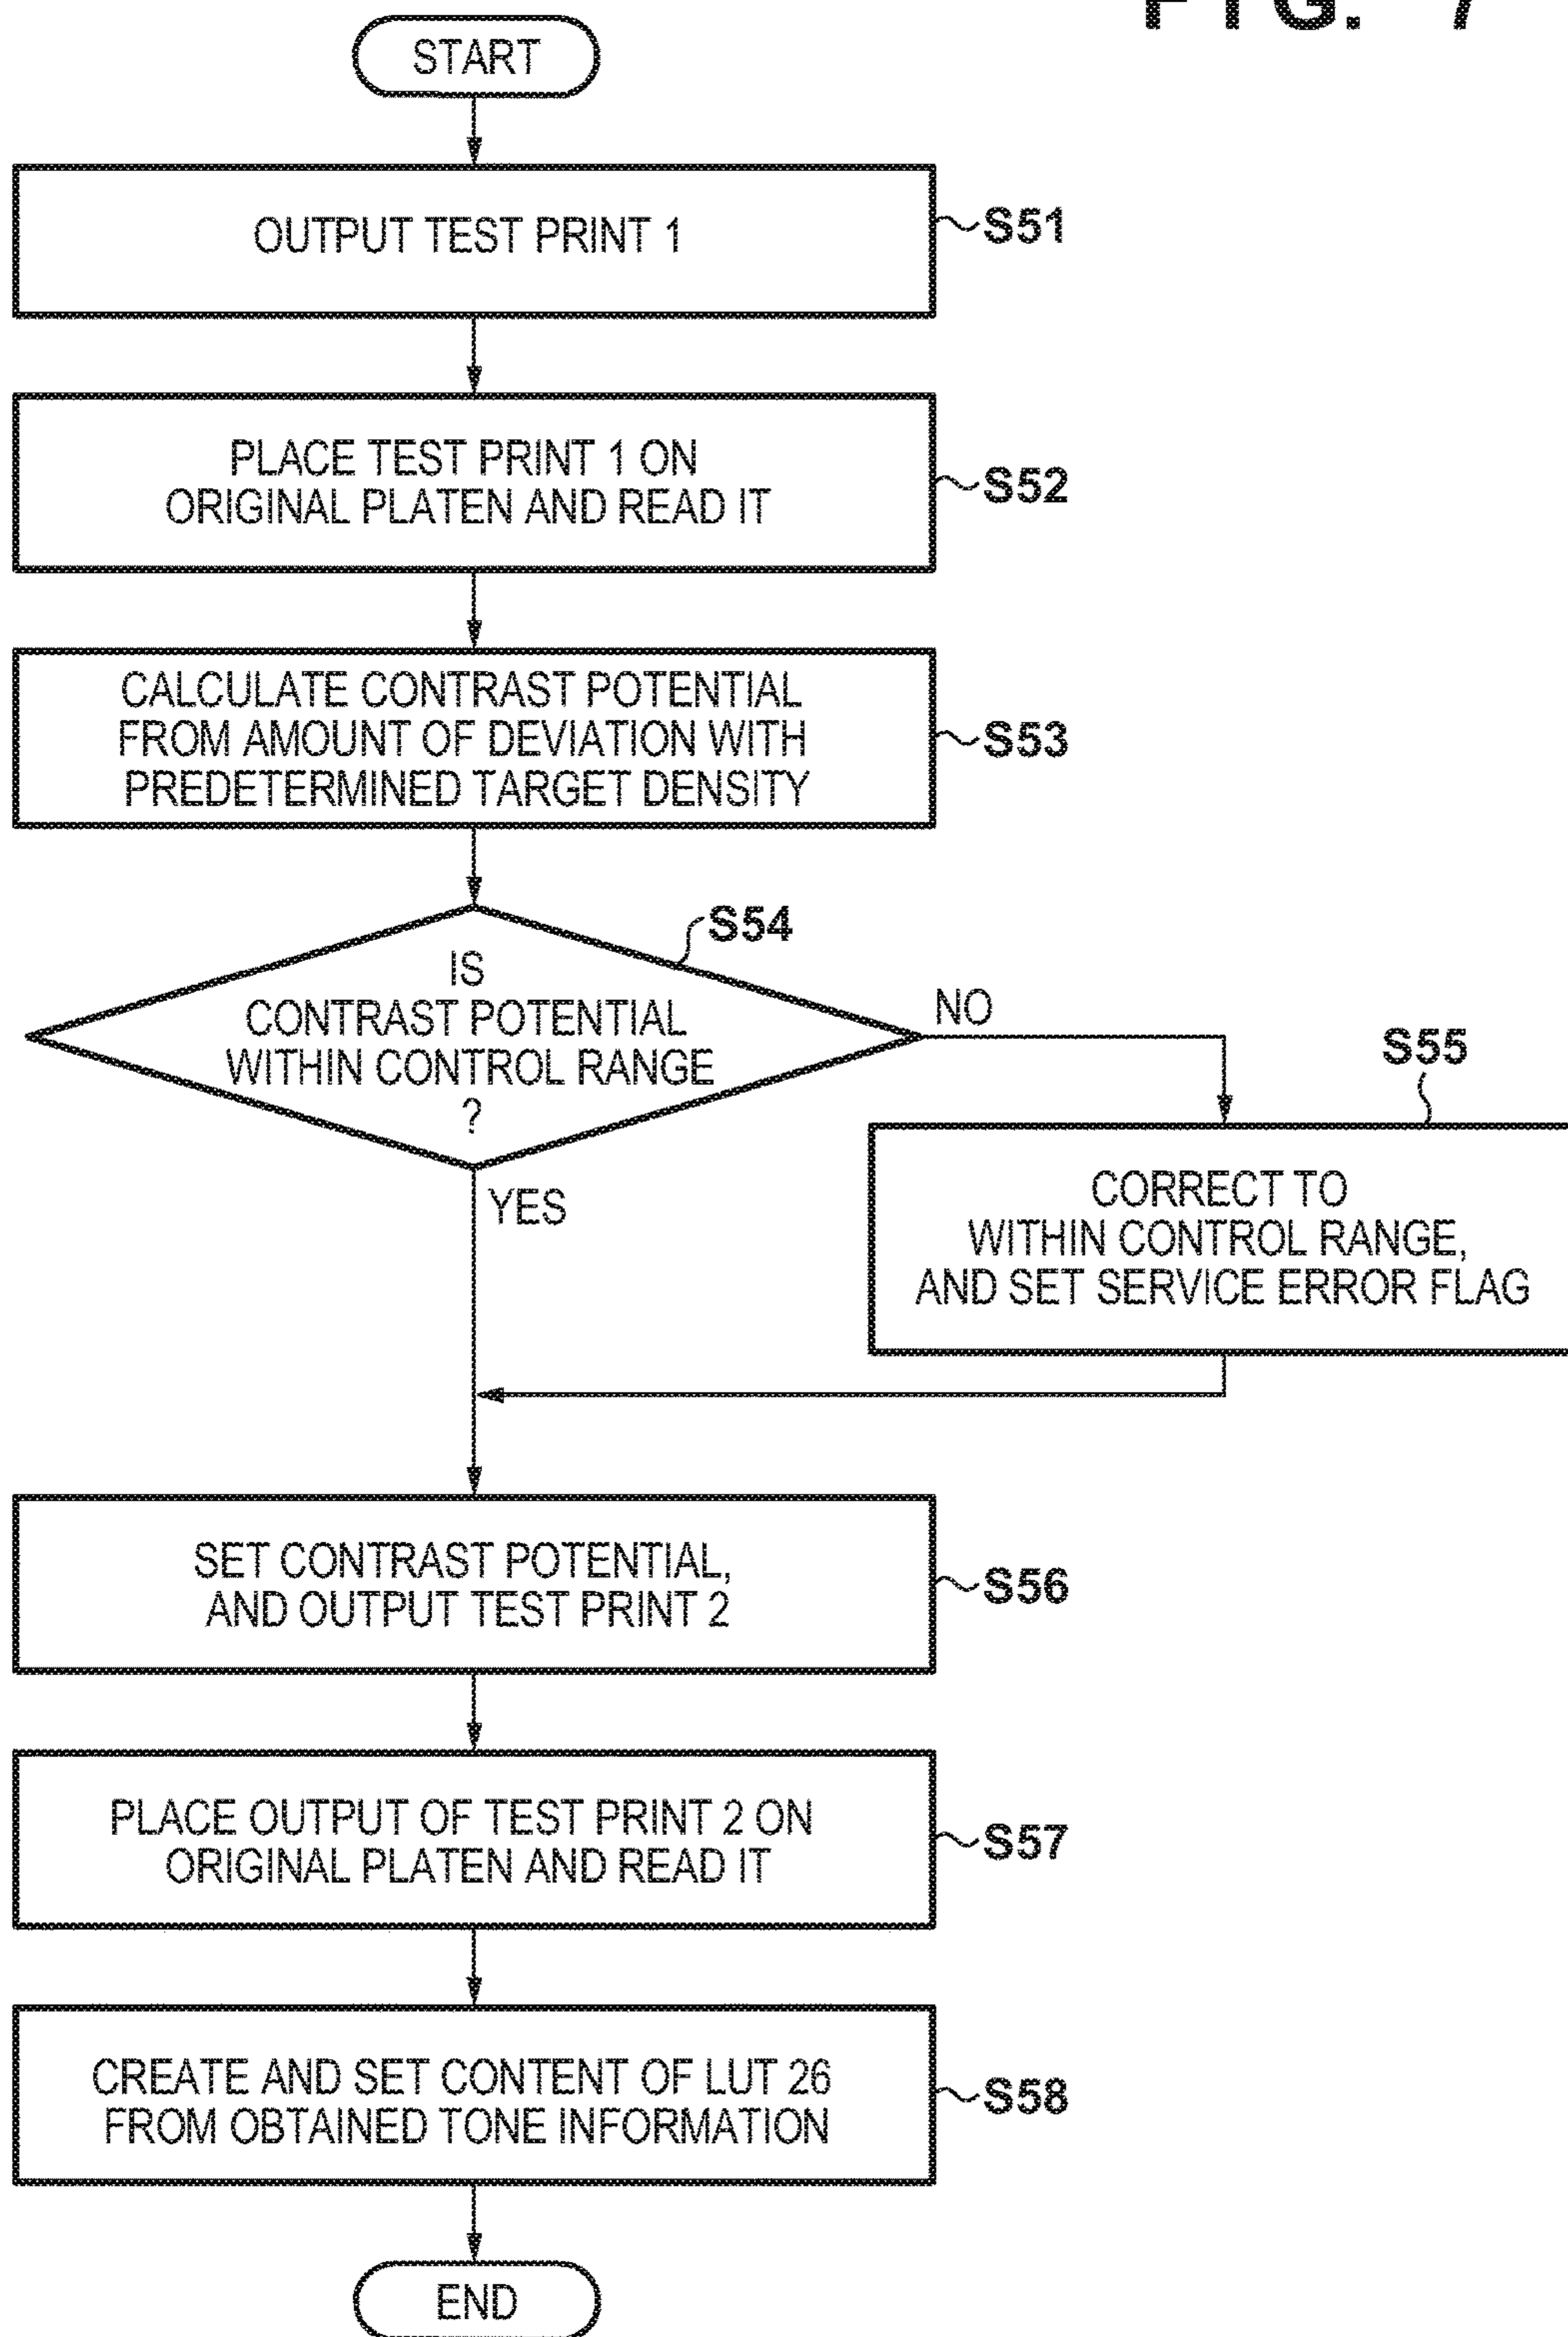 FIG. 7
START
OUTPUT TEST PRINT 1
S51
PLACE TEST PRINT 1 ON
ORIGINAL PLATEN AND READ IT
S52
CALCULATE CONTRAST POTENTIAL
FROM AMOUNT OF DEVIATION WITH
PREDETERMINED TARGET DENSITY
S53
S54
IS
CONTRAST POTENTIAL
WITHIN CONTROL RANGE
?
NO
YES
S55
CORRECT TO
WITHIN CONTROL RANGE,
AND SET SERVICE ERROR FLAG
SET CONTRAST POTENTIAL,
AND OUTPUT TEST PRINT 2
S56
PLACE OUTPUT OF TEST PRINT 2 ON
ORIGINAL PLATEN AND READ IT
S57
CREATE AND SET CONTENT OF LUT 26
FROM OBTAINED TONE INFORMATION
S58
END